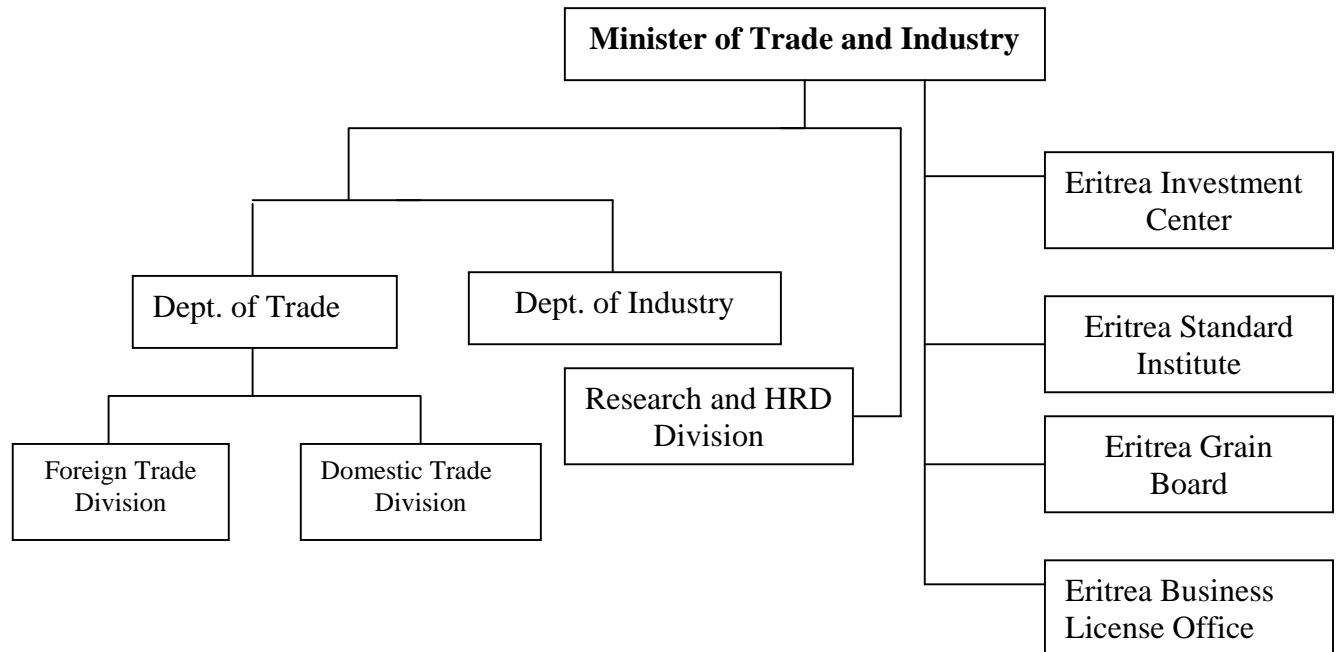 Minister of Trade and Industry
Eritrea Investment
Center
Dept. of Trade
Dept. of Industry
Eritrea Standard
Institute
Research and HRD
Division
Foreign Trade
Division
Domestic Trade
Division
Eritrea Grain
Board
Eritrea Business
License Office